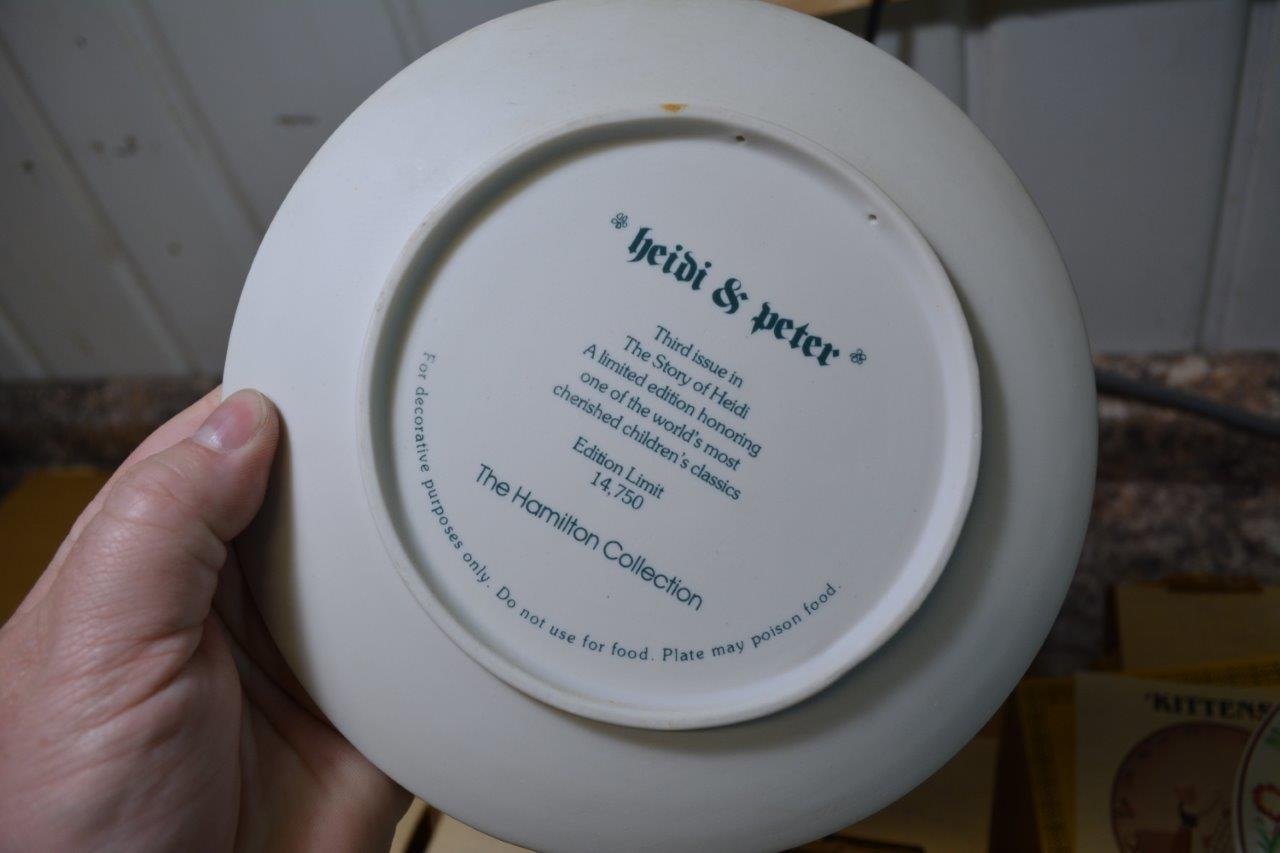 heidi & peter
Third issue in
The Story of Heidi
A limited edition honoring
one of the world's most
cherished children's classics
Edition Limit
14,750
The Hamilton Collection
For decorative purposes only. Do not use for food. Plate may poison food.
"KITTENS